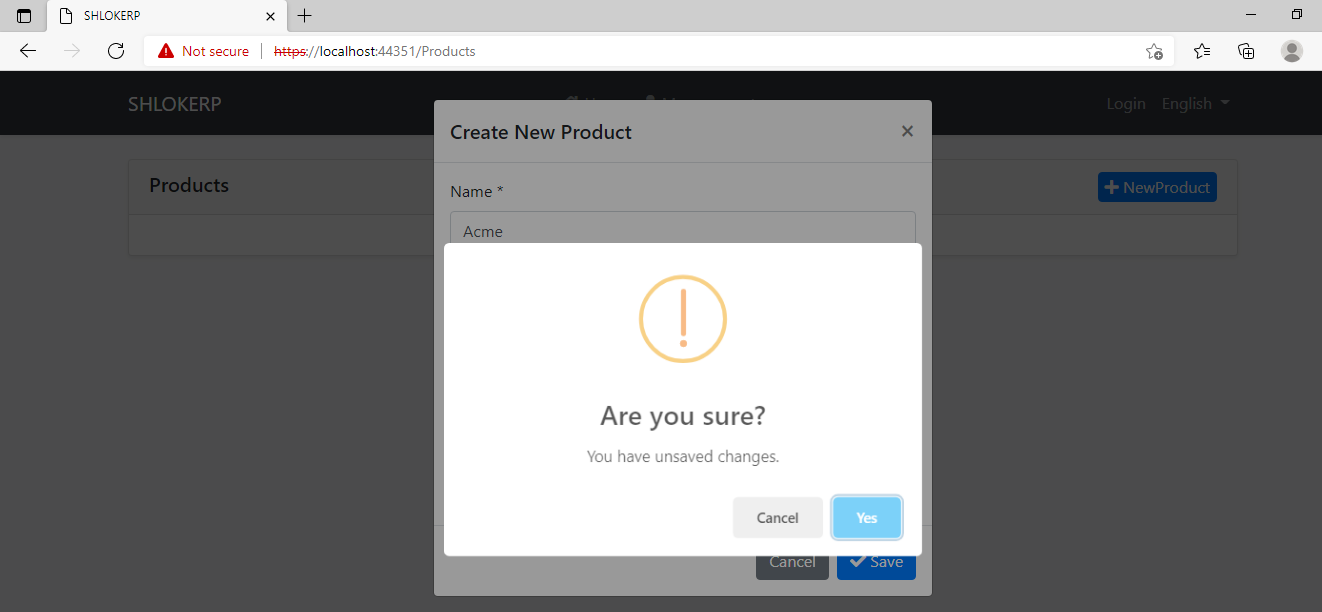 SHLOKERP
Not secure https://localhost:44351/Products
SHLOKERP
Login English
Create New Product
Products
NewProduct
Name *
Acme
Are you sure?
You have unsaved changes.
Cancel Yes
Cancel Save